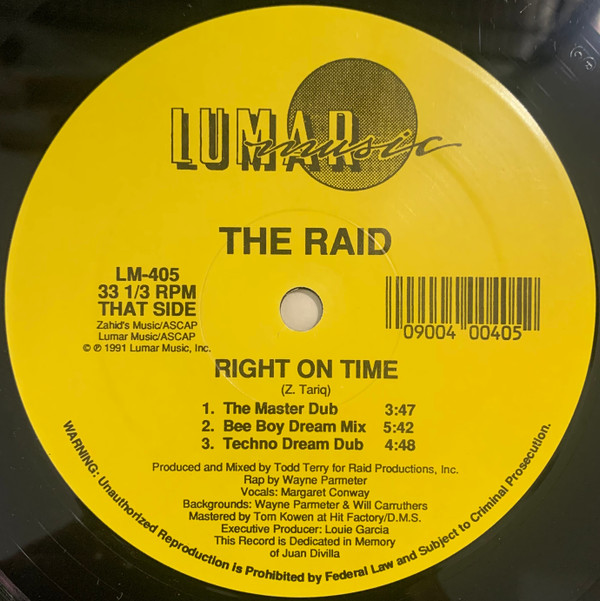 LUMAR
music
THE RAID
LM-405
33 1/3 RPM
THAT SIDE
Zahid's Music/ASCAP
Lumar Music/ASCAP
© ℗ 1991 Lumar Music, Inc.
09004 00405
RIGHT ON TIME
(Z. Tariq)
1. The Master Dub 3:47
2. Bee Boy Dream Mix 5:42
3. Techno Dream Dub 4:48
Produced and Mixed by Todd Terry for Raid Productions, Inc.
Rap by Wayne Parmeter
Vocals: Margaret Conway
Backgrounds: Wayne Parmeter & Will Carruthers
Mastered by Tom Kowen at Hit Factory/D.M.S.
Executive Producer: Louie Garcia
This Record is Dedicated in Memory
of Juan Divilla
WARNING: Unauthorized Reproduction is Prohibited by Federal Law and Subject to Criminal Prosecution.